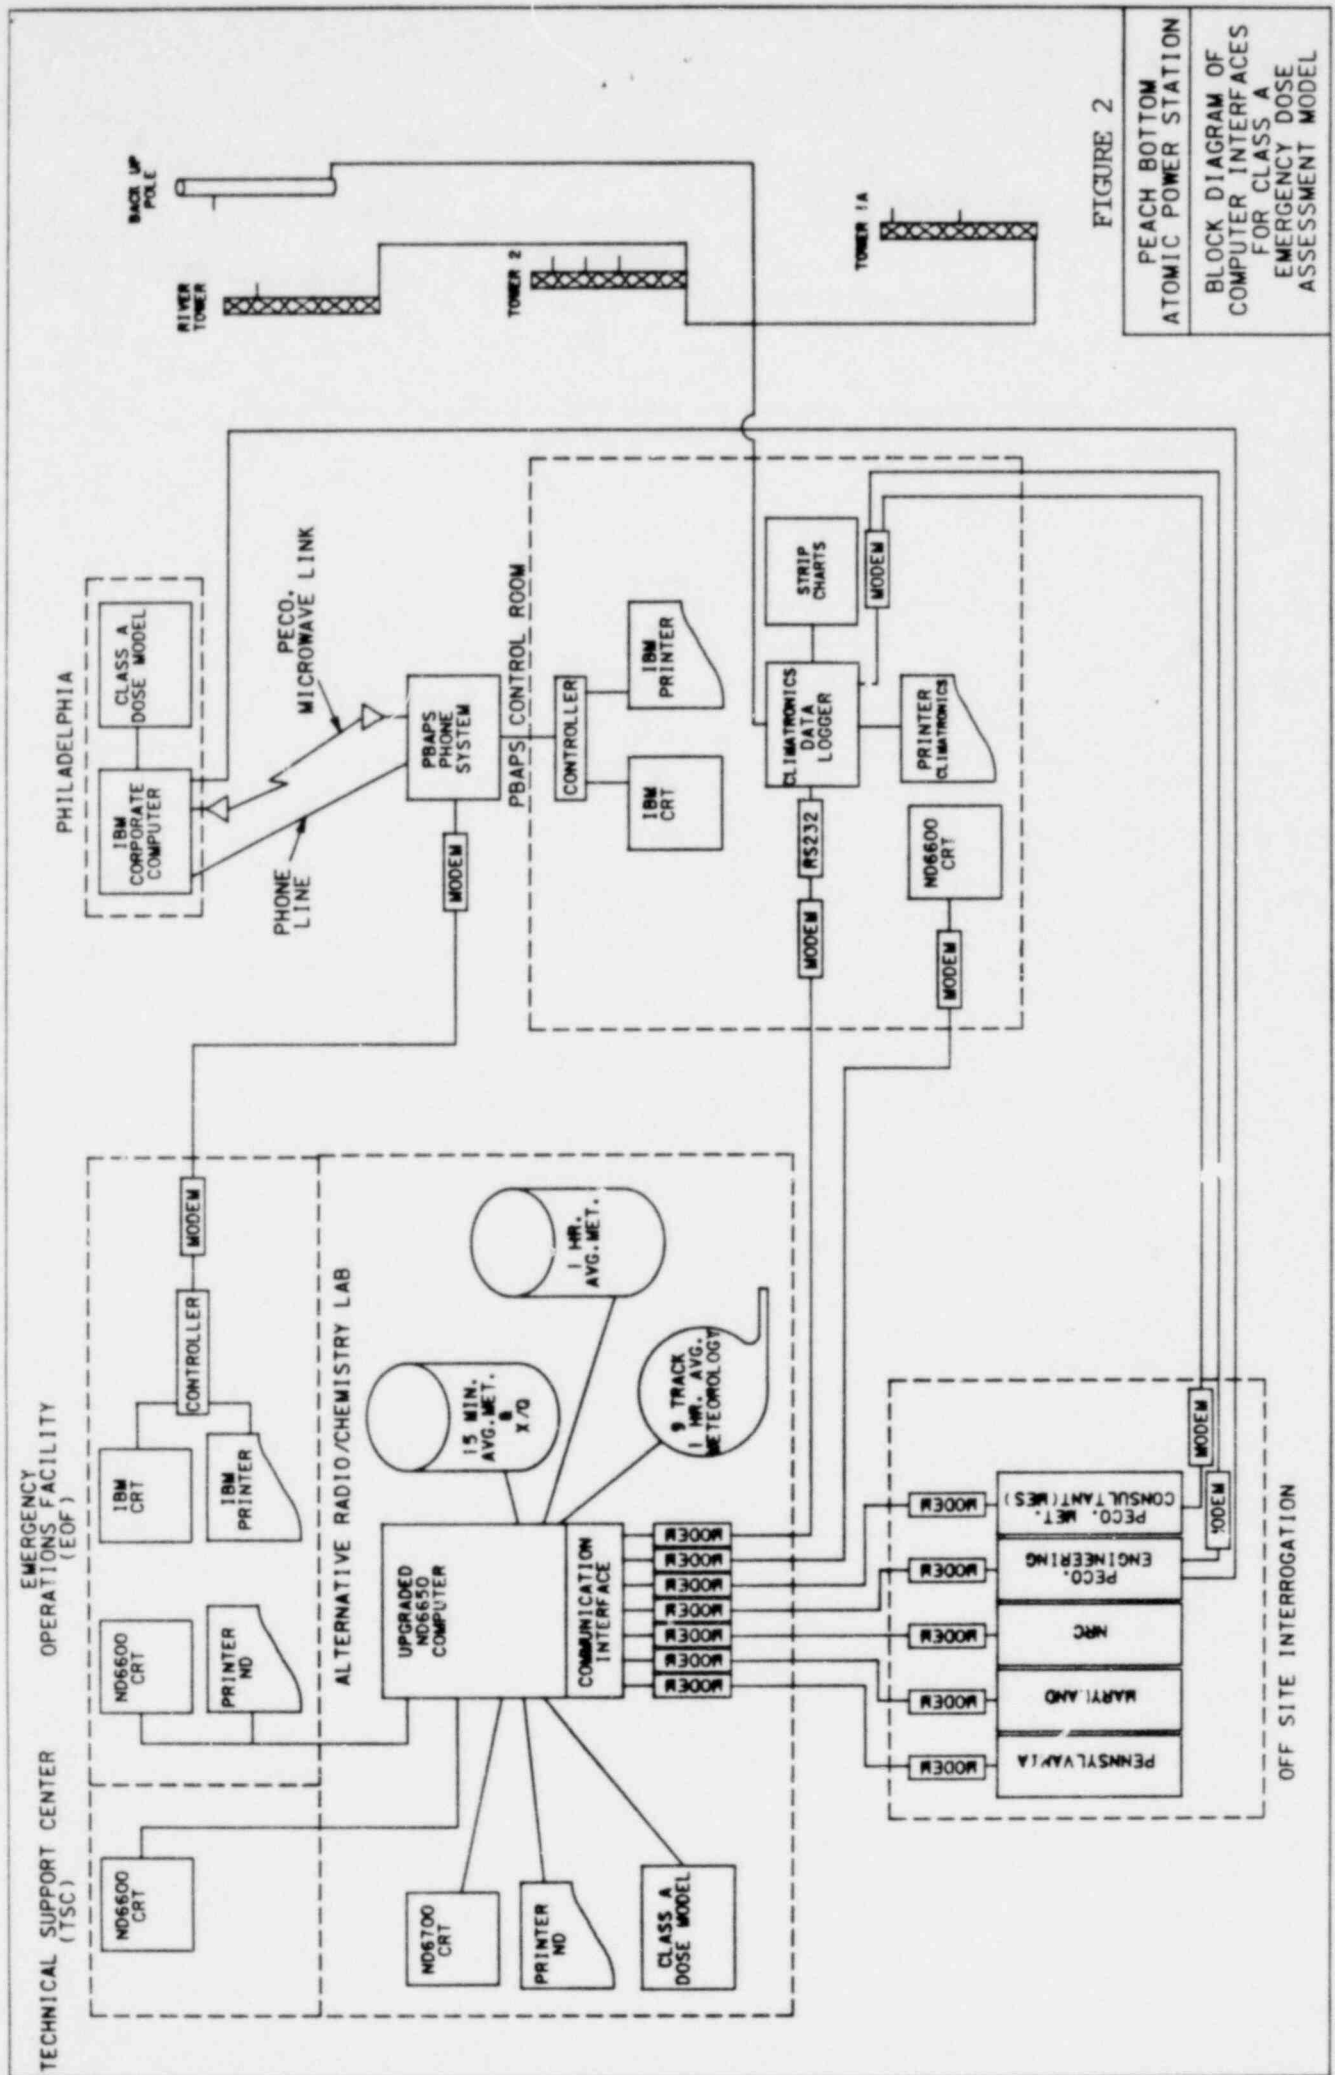 TECHNICAL SUPPORT CENTER
(TSC)
EMERGENCY
OPERATIONS FACILITY
(EOF)
ND6600
CRT
ND6600
CRT
PRINTER
ND
IBM
CRT
IBM
PRINTER
CONTROLLER
MODEM
ALTERNATIVE RADIO/CHEMISTRY LAB
ND6700
CRT
PRINTER
ND
CLASS A
DOSE MODEL
UPGRADED
ND6650
COMPUTER
COMMUNICATION
INTERFACE
15 MIN.
AVG.MET.
&
X/Q
1 HR.
AVG.MET.
9 TRACK
1 HR. AVG.
METEOROLOGY
MODEM
MODEM
MODEM
MODEM
MODEM
MODEM
MODEM
MODEM
MODEM
MODEM
MODEM
MODEM
PENNSYLVANIA
MARYLAND
NRC
PECO.
ENGINEERING
PECO. MET.
CONSULTANT(MES)
MODEM
MODEM
OFF SITE INTERROGATION
PHILADELPHIA
IBM
CORPORATE
COMPUTER
CLASS A
DOSE MODEL
PHONE
LINE
PECO.
MICROWAVE LINK
MODEM
PBAPS
PHONE
SYSTEM
PBAPS CONTROL ROOM
CONTROLLER
IBM
CRT
IBM
PRINTER
MODEM
RS232
CLIMATRONICS
DATA
LOGGER
STRIP
CHARTS
MODEM
MODEM
ND6600
CRT
PRINTER
CLIMATRONICS
RIVER
TOWER
BACK UP
POLE
TOWER 2
TOWER 1A
FIGURE 2
PEACH BOTTOM
ATOMIC POWER STATION
BLOCK DIAGRAM OF
COMPUTER INTERFACES
FOR CLASS A
EMERGENCY DOSE
ASSESSMENT MODEL